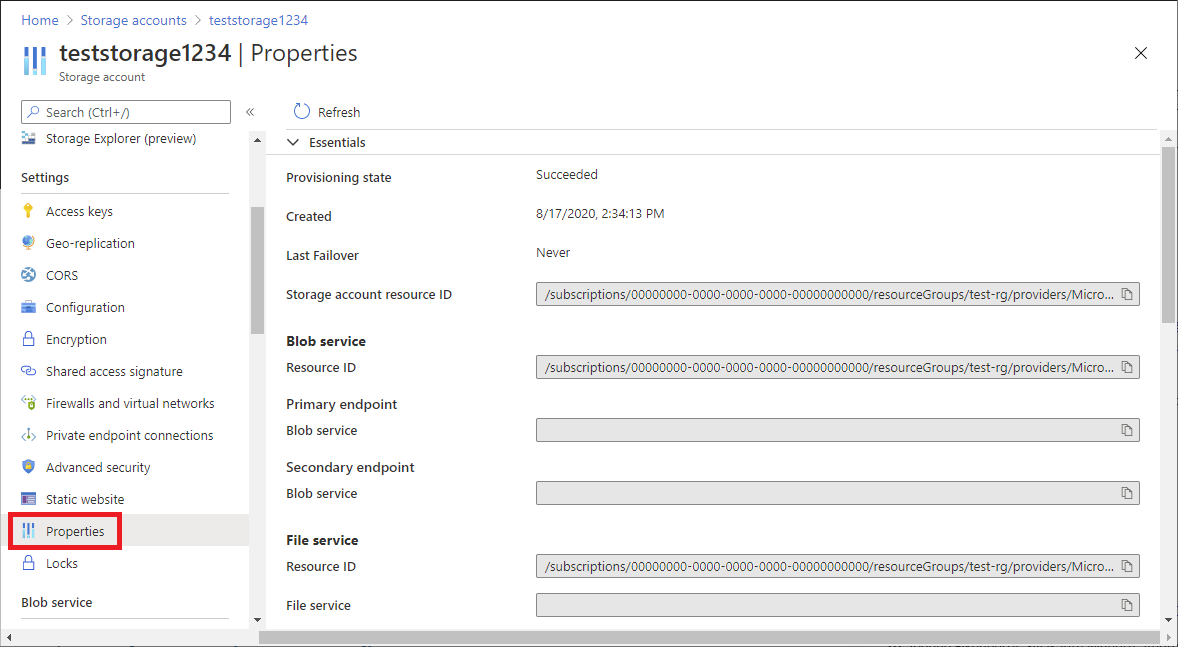 Home > Storage accounts > teststorage1234
teststorage1234 | Properties
Storage account
Search (Ctrl+/)
«
Storage Explorer (preview)
Settings
Access keys
Geo-replication
CORS
Configuration
Encryption
Shared access signature
Firewalls and virtual networks
Private endpoint connections
Advanced security
Static website
Properties
Locks
Blob service
Refresh
Essentials
Provisioning state Succeeded
Created 8/17/2020, 2:34:13 PM
Last Failover Never
Storage account resource ID /subscriptions/00000000-0000-0000-0000-00000000000/resourceGroups/test-rg/providers/Micro...
Blob service
Resource ID /subscriptions/00000000-0000-0000-0000-00000000000/resourceGroups/test-rg/providers/Micro...
Primary endpoint
Blob service
Secondary endpoint
Blob service
File service
Resource ID /subscriptions/00000000-0000-0000-0000-00000000000/resourceGroups/test-rg/providers/Micro...
File service